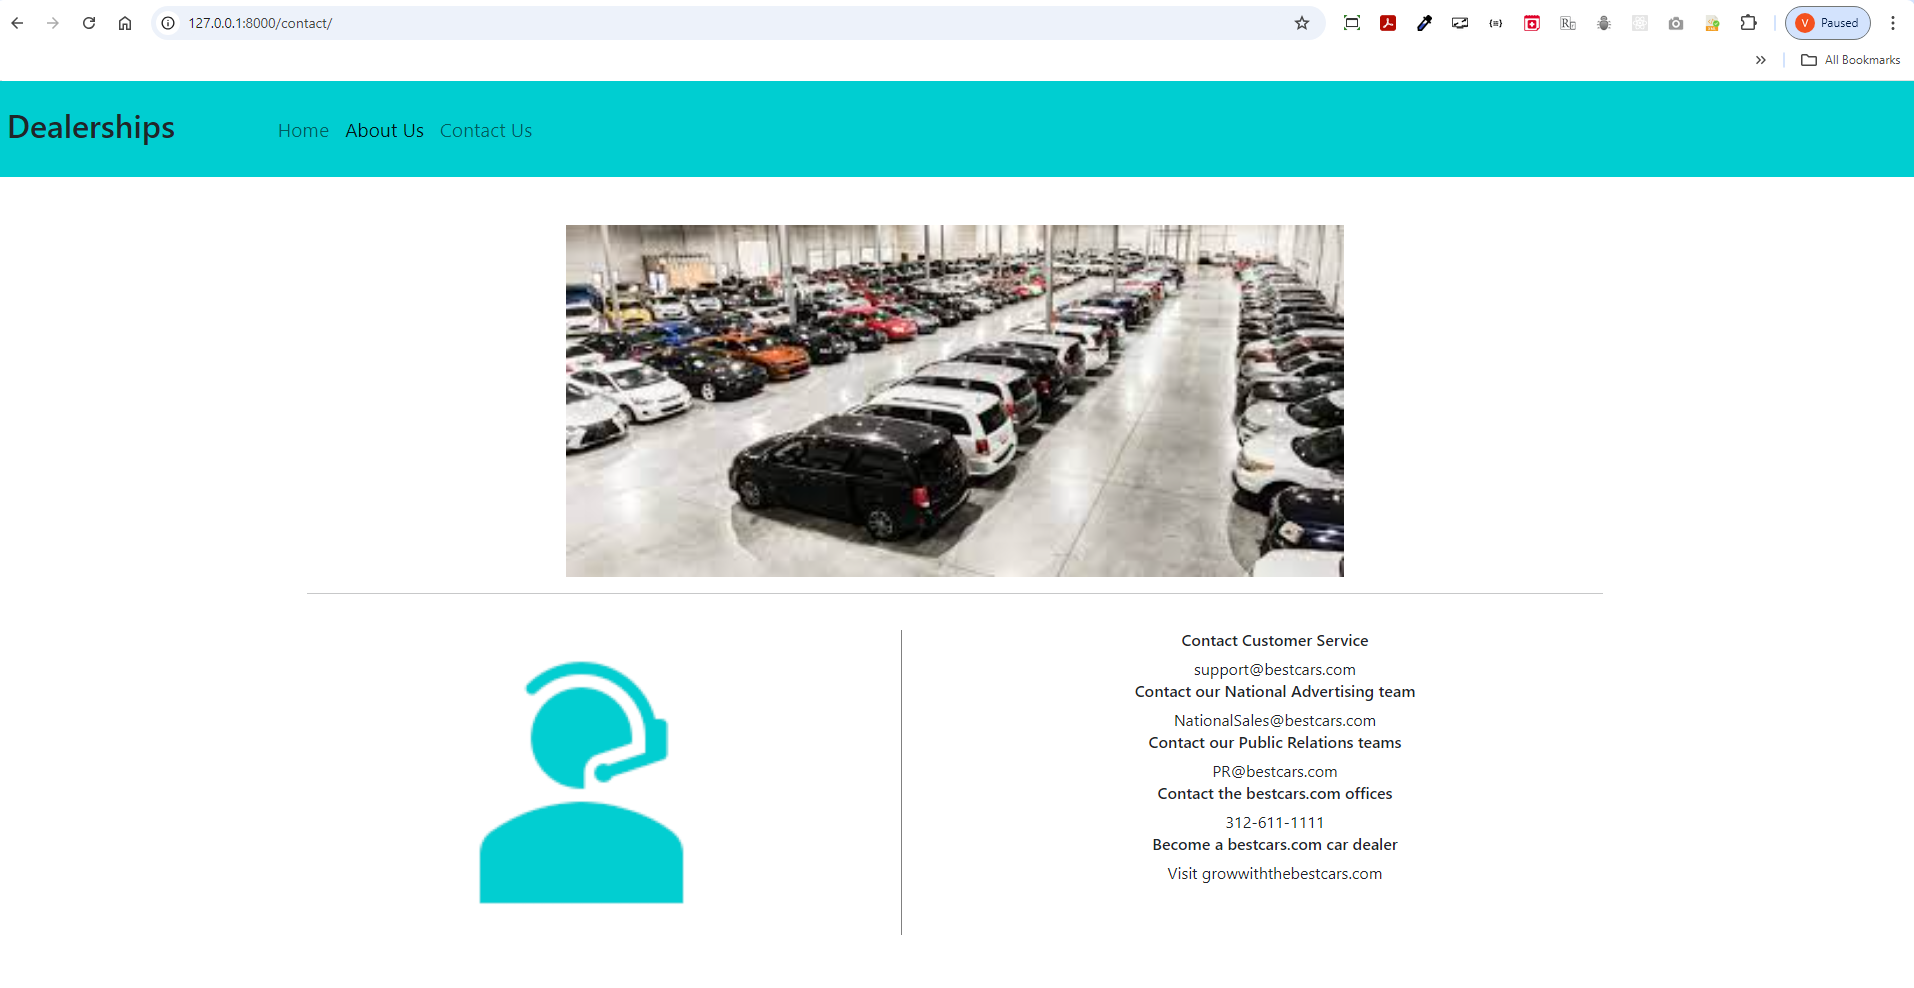 127.0.0.1:8000/contact/
V Paused
All Bookmarks
Dealerships Home About Us Contact Us
Contact Customer Service
support@bestcars.com
Contact our National Advertising team
NationalSales@bestcars.com
Contact our Public Relations teams
PR@bestcars.com
Contact the bestcars.com offices
312-611-1111
Become a bestcars.com car dealer
Visit growwiththebestcars.com